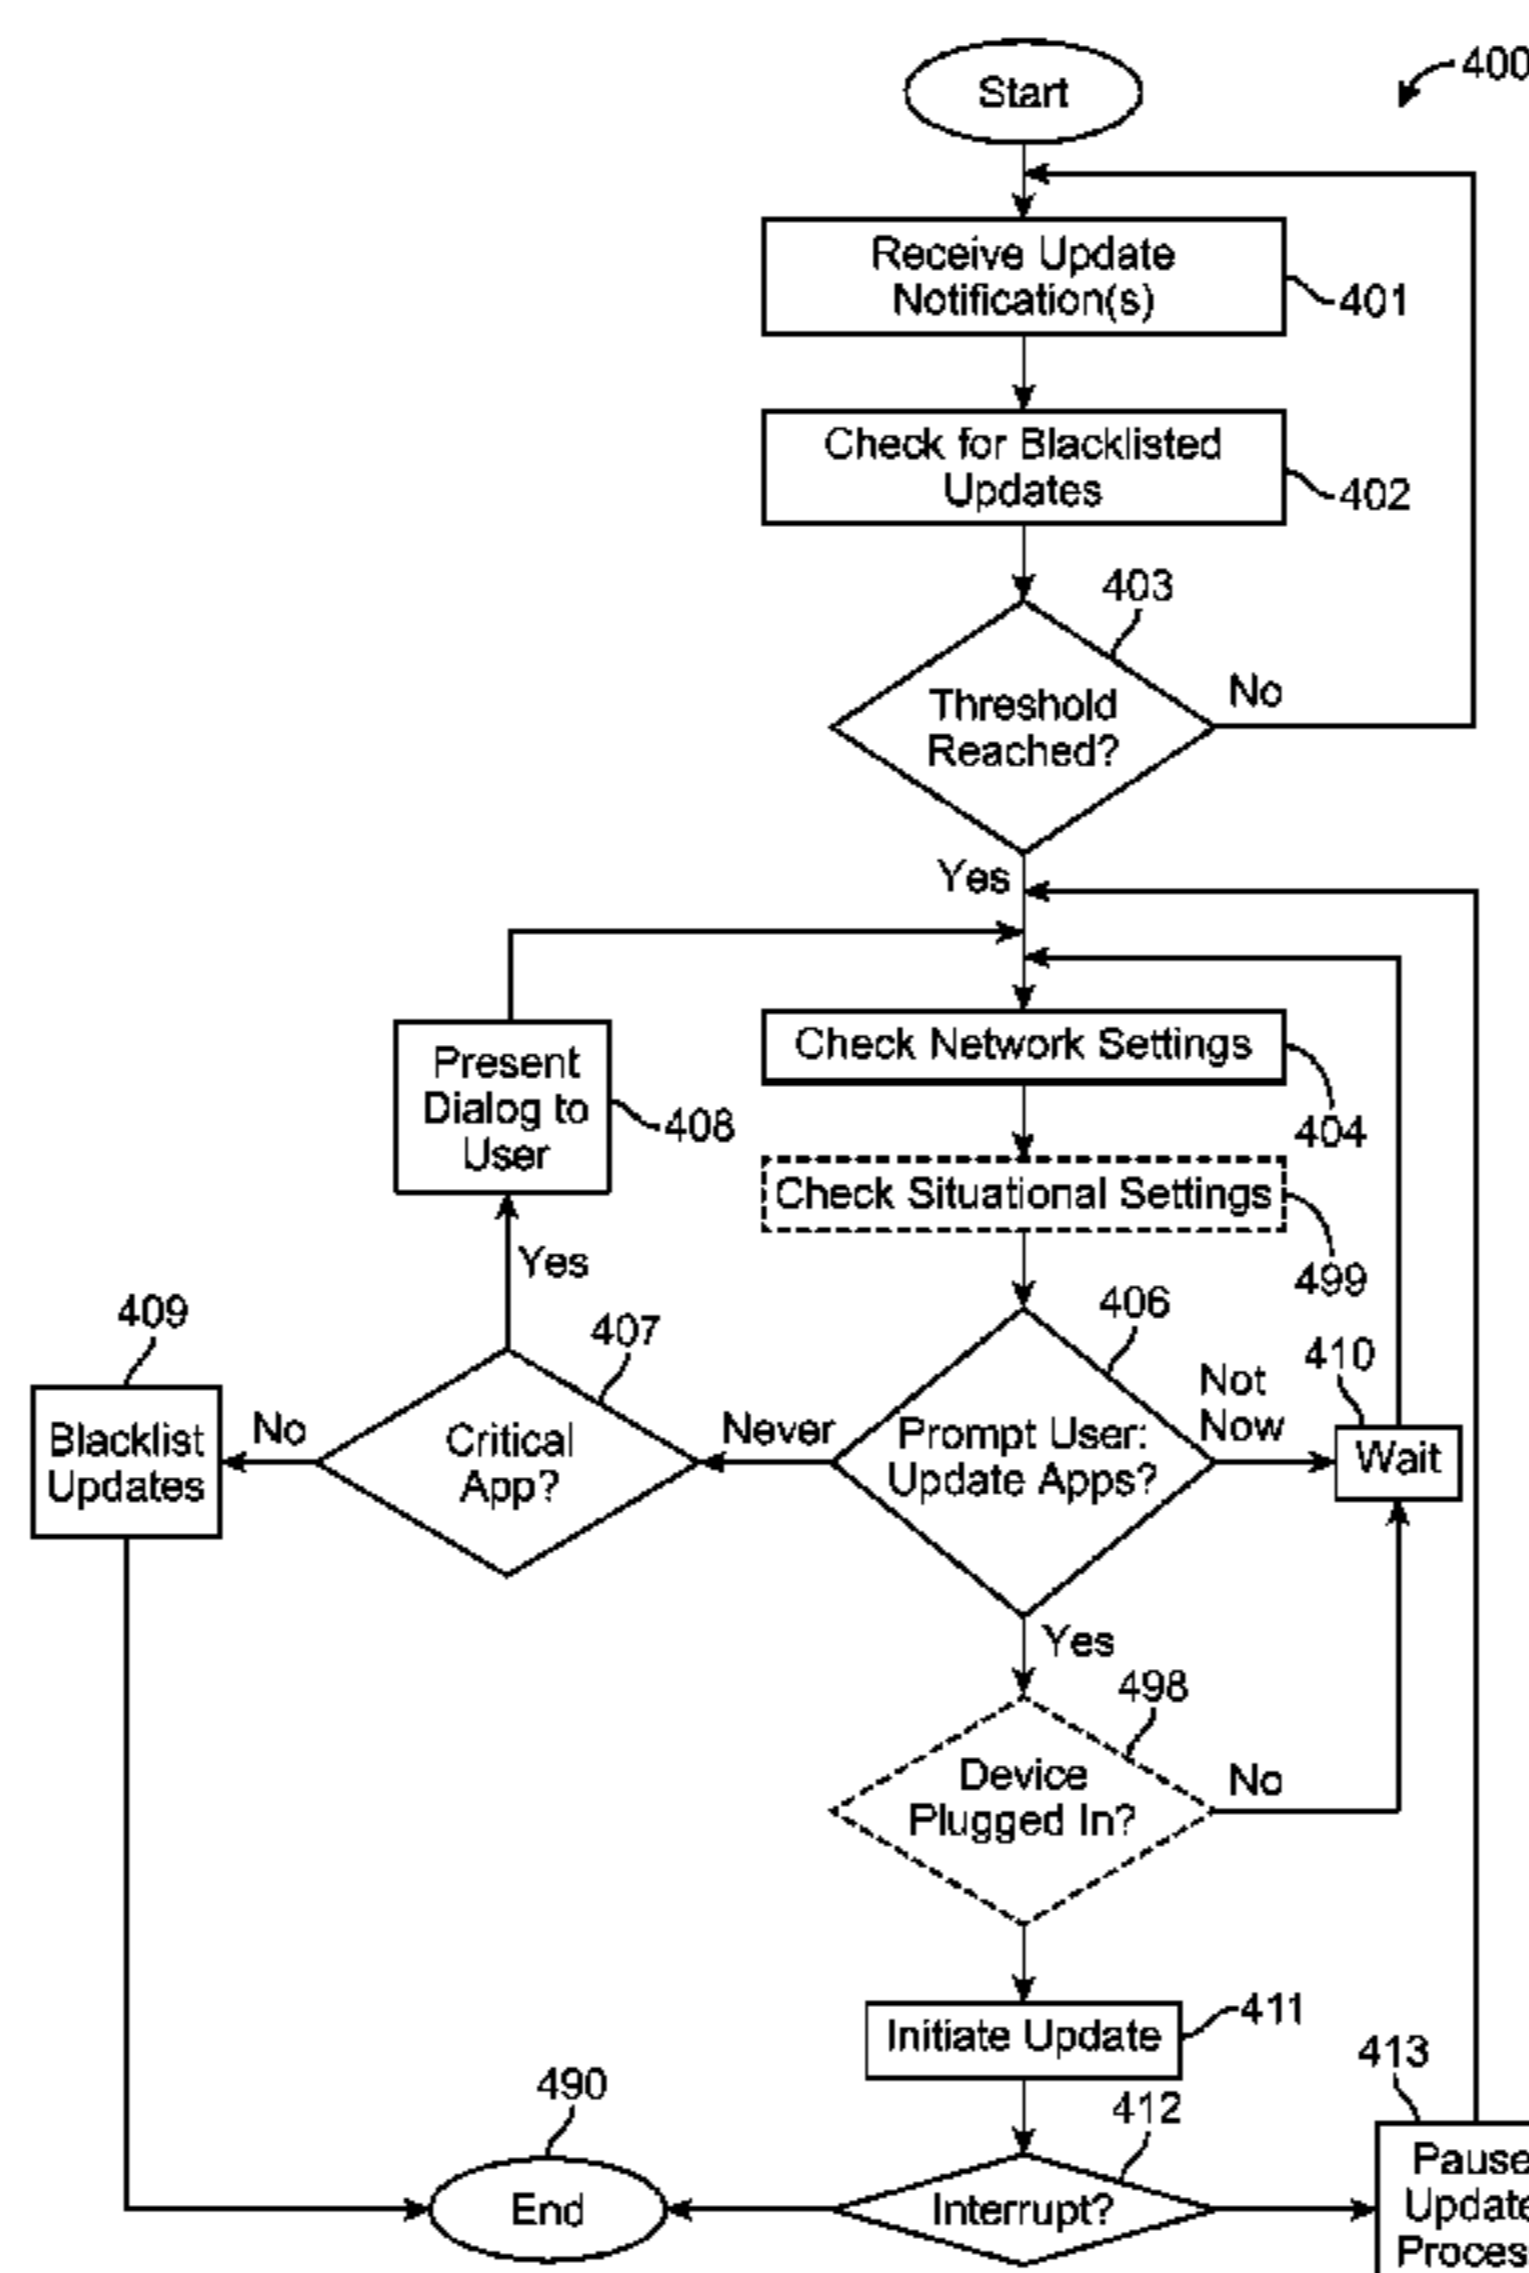 Start
400
Receive Update
Notification(s)
401
Check for Blacklisted
Updates
402
403
Threshold
Reached?
No
Yes
Present
Dialog to
User
408
Check Network Settings
404
Check Situational Settings
499
Yes
409
407
406
410
Not
Now
Blacklist
Updates
No
Critical
App?
Never
Prompt User:
Update Apps?
Wait
Yes
498
Device
Plugged In?
No
Initiate Update
411
413
490
412
End
Interrupt?
Pause
Update
Proces